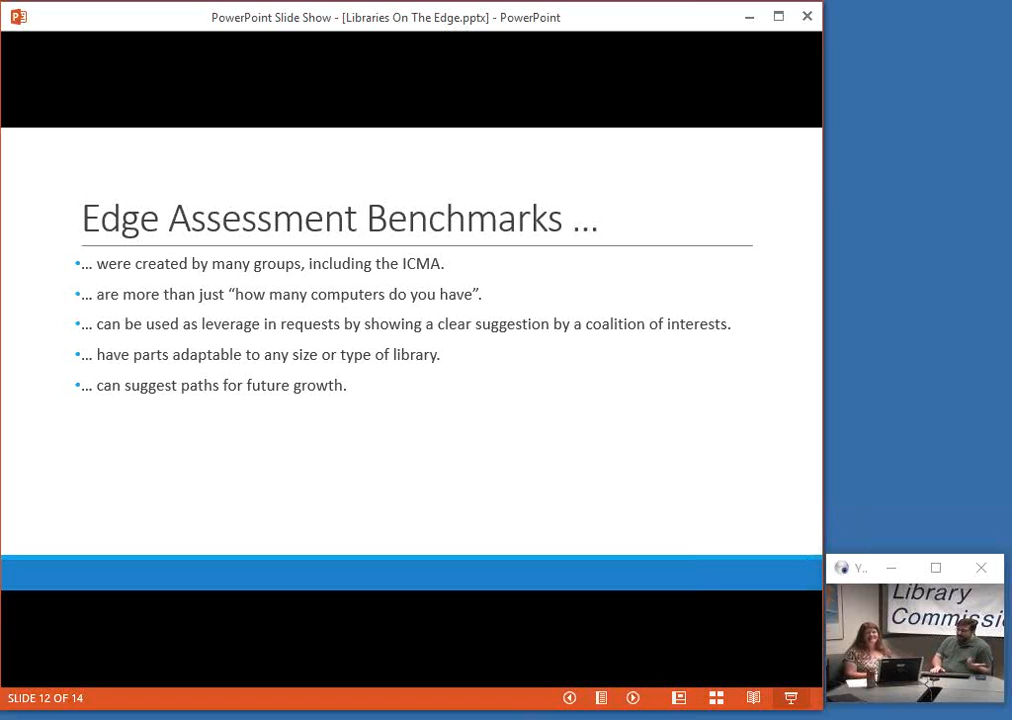 PowerPoint Slide Show - [Libraries On The Edge.pptx] - PowerPoint
Edge Assessment Benchmarks ...
•... were created by many groups, including the ICMA.
•... are more than just “how many computers do you have”.
•... can be used as leverage in requests by showing a clear suggestion by a coalition of interests.
•... have parts adaptable to any size or type of library.
•... can suggest paths for future growth.
Y..
Library
Commissi
SLIDE 12 OF 14